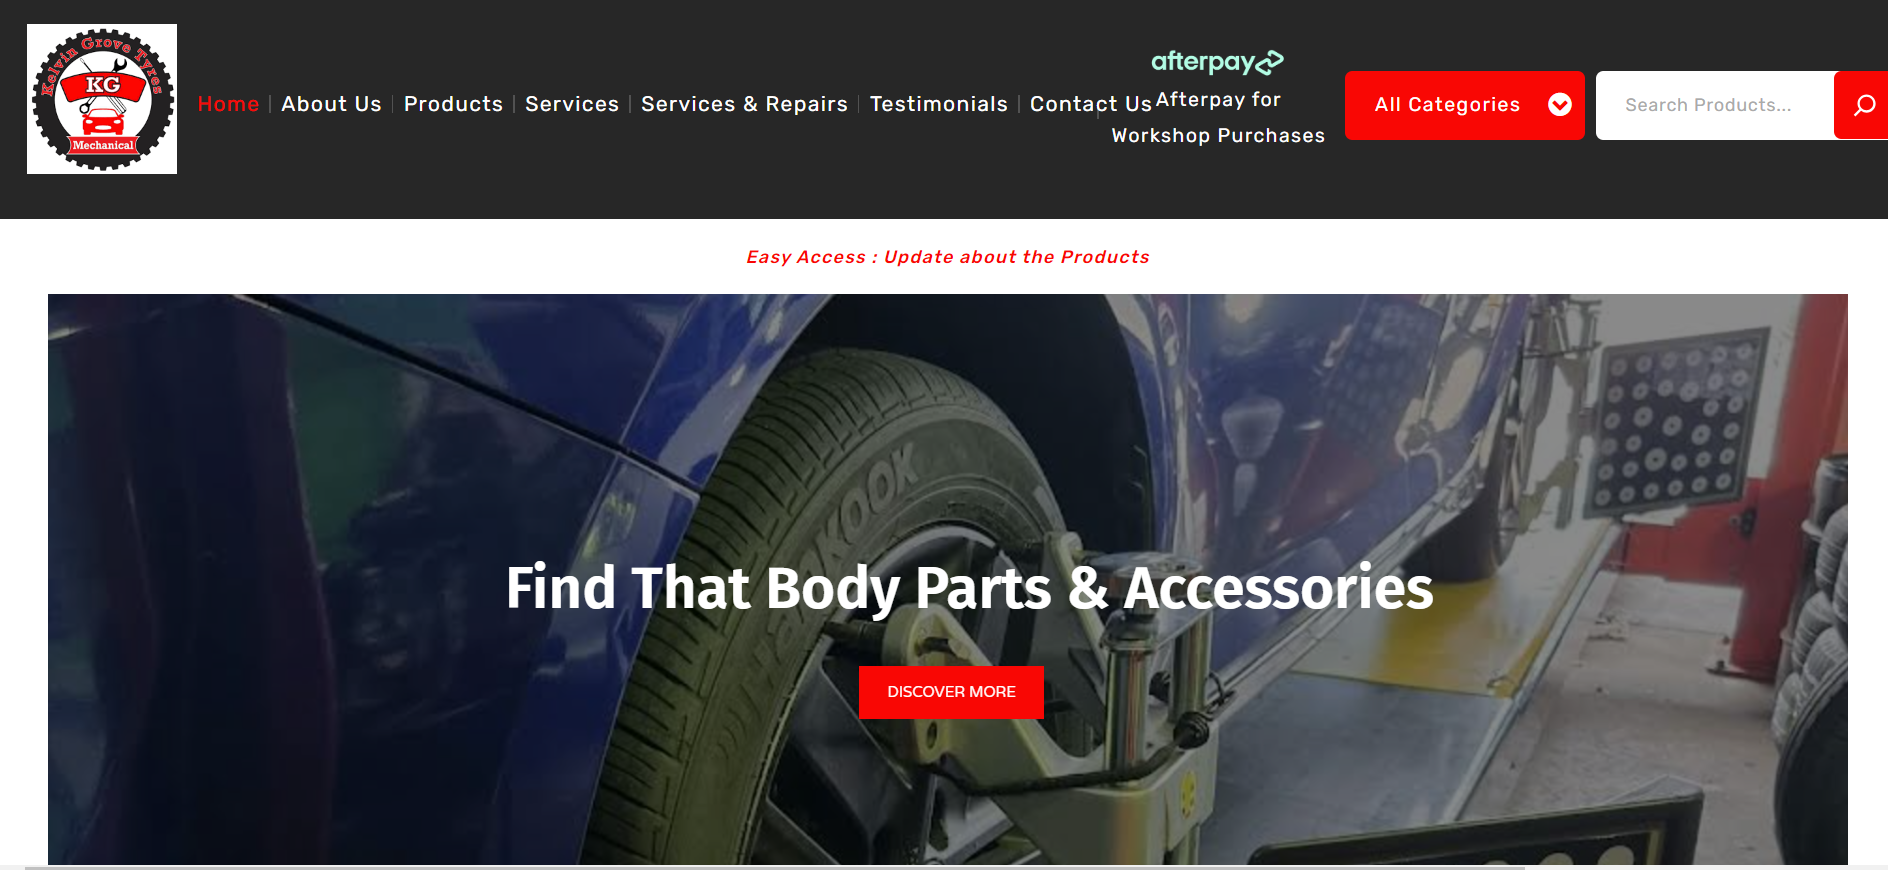 Kelvin Grove Tyres
KG
Mechanical
Home
About Us
Products
Services
Services & Repairs
Testimonials
Contact Us
afterpay
Afterpay for
Workshop Purchases
All Categories
Search Products...
Easy Access : Update about the Products
Find That Body Parts & Accessories
DISCOVER MORE